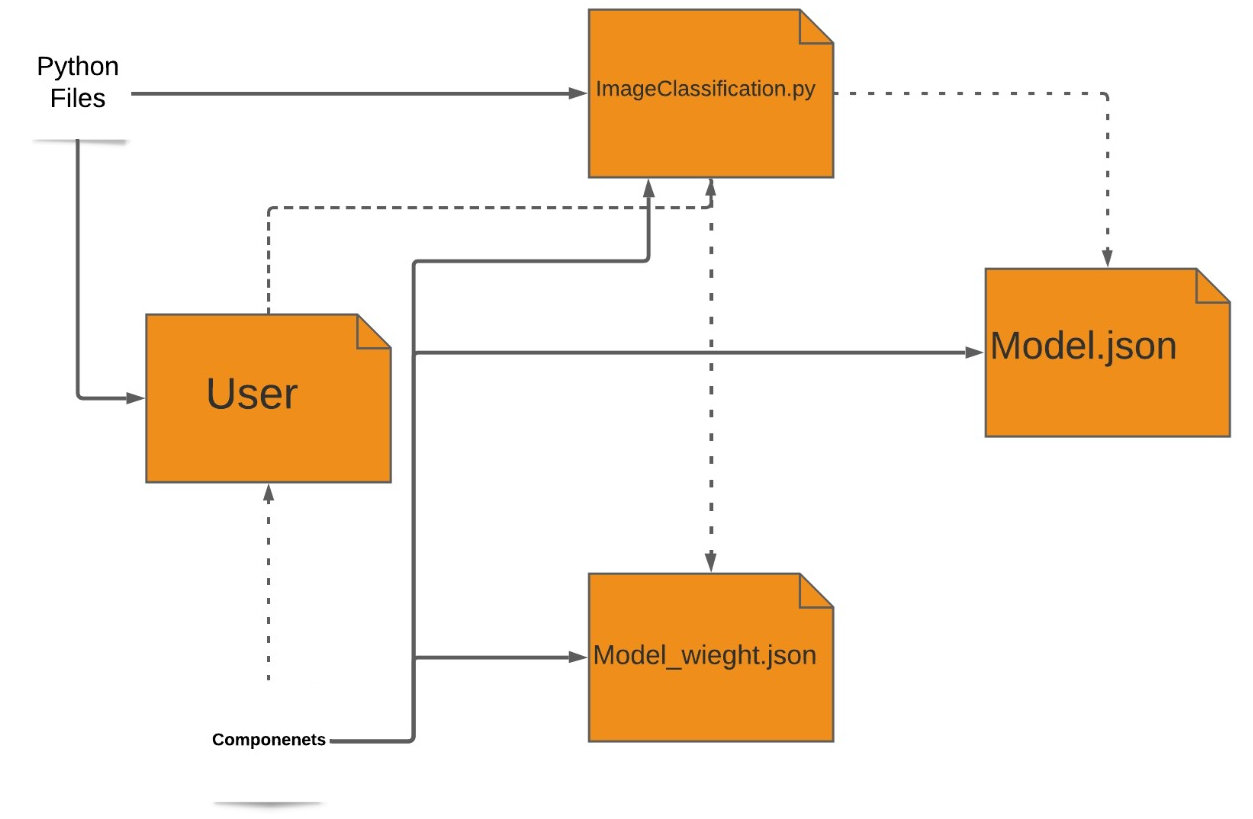 Python
Files
ImageClassification.py
User
Model.json
Model_wieght.json
Componenets